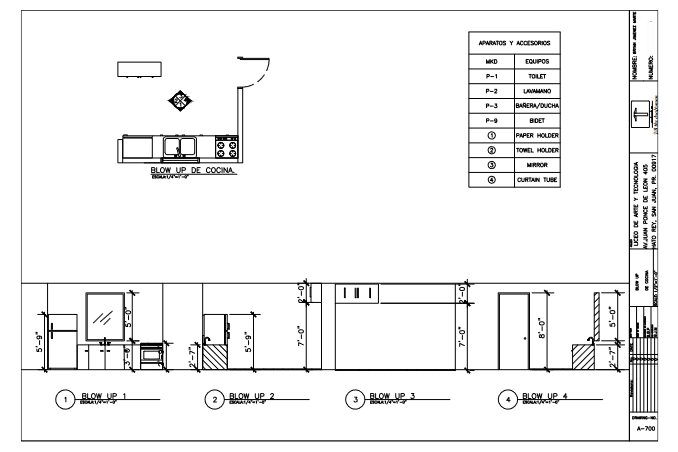 APARATOS Y ACCESORIOS
MKD EQUIPOS
P-1 TOILET
P-2 LAVAMANO
P-3 BAÑERA/DUCHA
P-9 BIDET
1 PAPER HOLDER
2 TOWEL HOLDER
3 MIRROR
4 CURTAIN TUBE
BLOW UP DE COCINA.
ESCALA:1/4"=1'-0"
5'-9"
5'-0"
3'-6"
2'-7"
5'-9"
2'-0"
7'-0"
2'-0"
7'-0"
8'-0"
5'-0"
2'-7"
1 BLOW UP 1
ESCALA:1/4"=1'-0"
2 BLOW UP 2
ESCALA:1/4"=1'-0"
3 BLOW UP 3
ESCALA:1/4"=1'-0"
4 BLOW UP 4
ESCALA:1/4"=1'-0"
NOMBRE:
NUMERO:
LICEO DE ARTE Y TECNOLOGIA
AV.JUAN PONCE DE LEON 405
HATO REY, SAN JUAN, PR. 00917
BLOW UP
DE COCINA
DRAWING-NO.
A-700